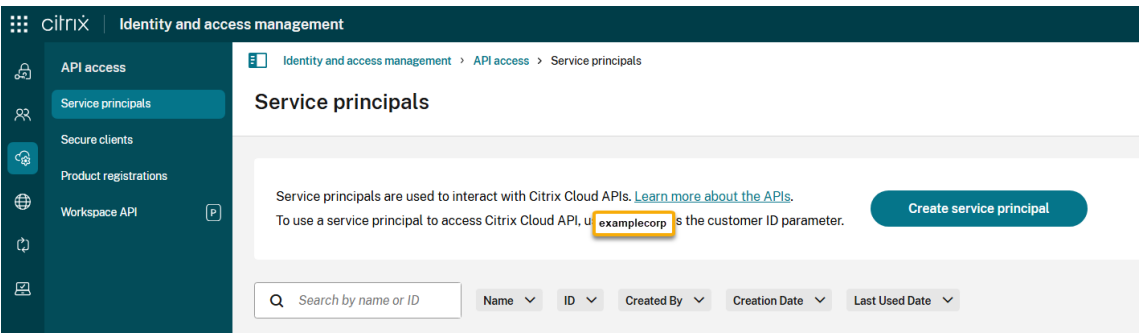 citrix Identity and access management
API access
Service principals
Secure clients
Product registrations
Workspace API P
Identity and access management > API access > Service principals
Service principals
Service principals are used to interact with Citrix Cloud APIs. Learn more about the APIs.
To use a service principal to access Citrix Cloud API, u examplecorp s the customer ID parameter.
Create service principal
Search by name or ID
Name ID Created By Creation Date Last Used Date